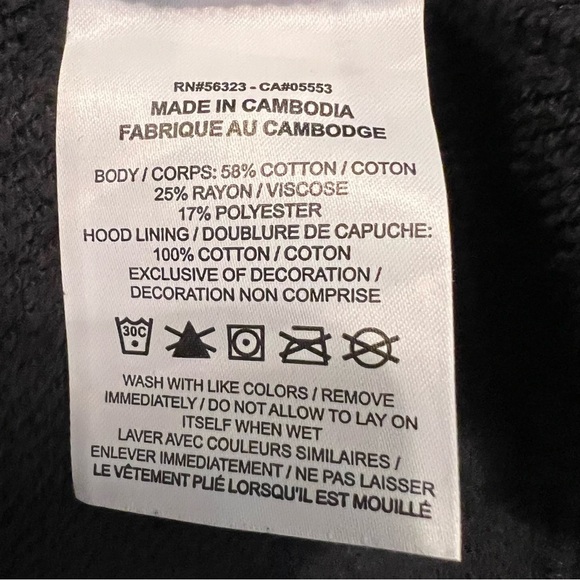 RN#56323 - CA#05553
MADE IN CAMBODIA
FABRIQUE AU CAMBODGE
BODY / CORPS: 58% COTTON / COTON
25% RAYON / VISCOSE
17% POLYESTER
HOOD LINING / DOUBLURE DE CAPUCHE:
100% COTTON / COTON
EXCLUSIVE OF DECORATION /
DECORATION NON COMPRISE
30C
WASH WITH LIKE COLORS / REMOVE
IMMEDIATELY / DO NOT ALLOW TO LAY ON
ITSELF WHEN WET
LAVER AVEC COULEURS SIMILAIRES /
ENLEVER IMMEDIATEMENT / NE PAS LAISSER
LE VÊTEMENT PLIÉ LORSQU'IL EST MOUILLÉ